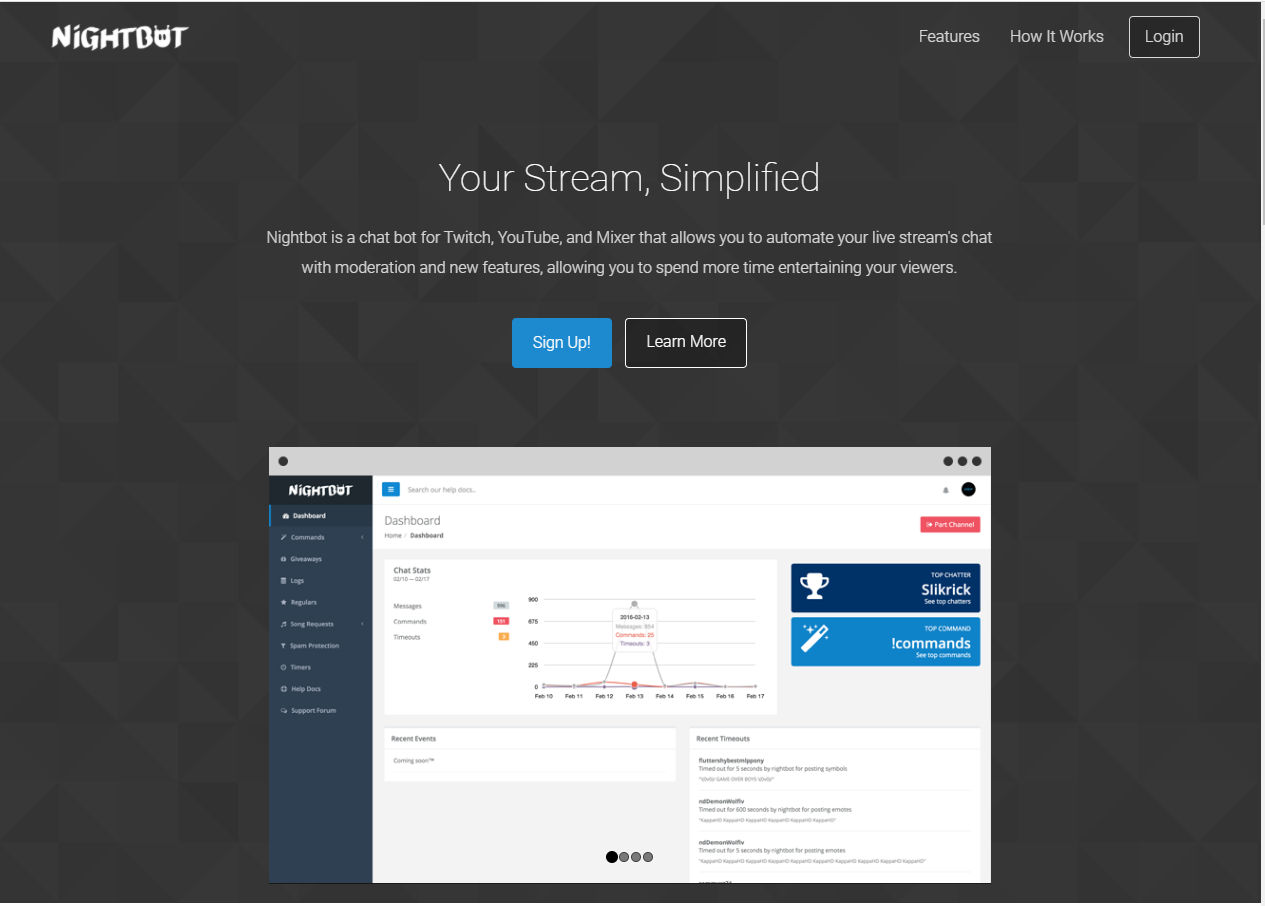 NiGHTBOT
Features How It Works Login
Your Stream, Simplified
Nightbot is a chat bot for Twitch, YouTube, and Mixer that allows you to automate your live stream's chat
with moderation and new features, allowing you to spend more time entertaining your viewers.
Sign Up! Learn More
NiGHTBOT
Search our help docs..
Dashboard
Commands
Giveaways
Logs
Regulars
Song Requests
Spam Protection
Timers
Help Docs
Support Forum
Dashboard
Home / Dashboard
Part Channel
Chat Stats
02/10 — 02/17
Messages
Commands 151
Timeouts 3
900
675
450
225
0
2016-02-13
Messages: 854
Commands: 25
Timeouts: 3
Feb 10 Feb 11 Feb 12 Feb 13 Feb 14 Feb 15 Feb 16 Feb 17
TOP CHATTER
Slikrick
See top chatters
TOP COMMAND
!commands
See top commands
Recent Events
Coming soon™
Recent Timeouts
fluttershybestmlppony
Timed out for 5 seconds by nightbot for posting symbols
GAME OVER BOYS
ndDemonWolfiv
Timed out for 600 seconds by nightbot for posting emotes
"KappaHD KappaHD KappaHD KappaHD KappaHD KappaHD"
ndDemonWolfiv
Timed out for 5 seconds by nightbot for posting emotes
"KappaHD KappaHD KappaHD KappaHD KappaHD KappaHD KappaHD KappaHD KappaHD KappaHD"